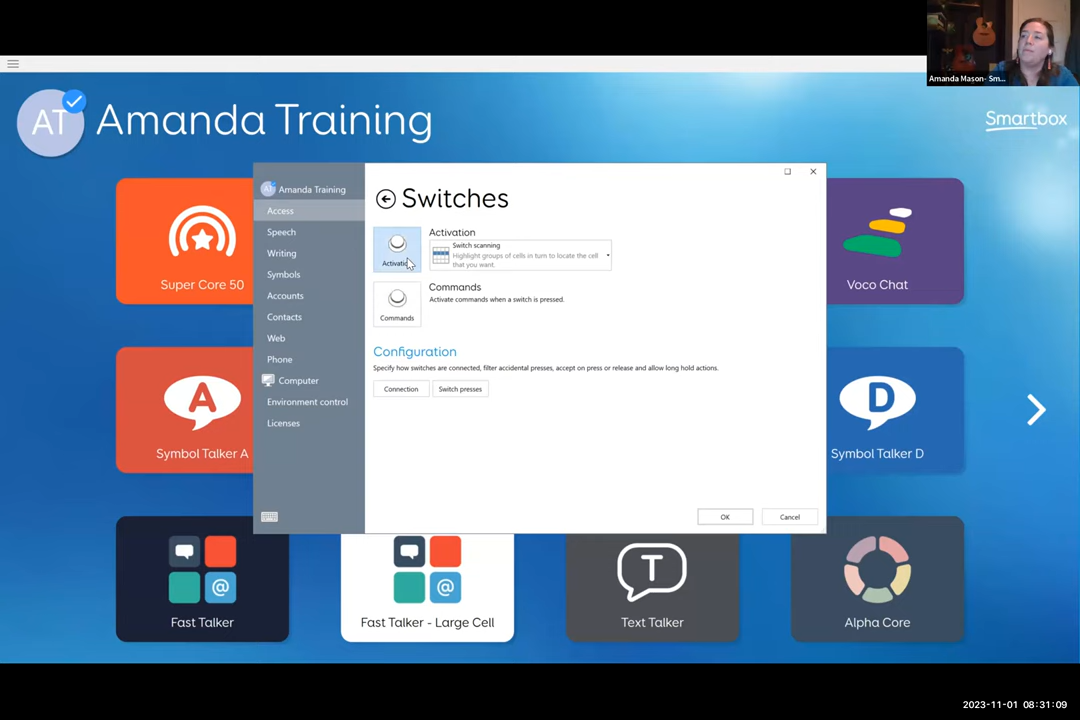 Amanda Mason- Sm...
AT
Amanda Training
Smartbox
Super Core 50
Voco Chat
A
Symbol Talker A
D
Symbol Talker D
@
Fast Talker
@
Fast Talker - Large Cell
T
Text Talker
Alpha Core
AT
Amanda Training
Access
Speech
Writing
Symbols
Accounts
Contacts
Web
Phone
Computer
Environment control
Licenses
Switches
Activation
Activation
Switch scanning
Highlight groups of cells in turn to locate the cell
that you want.
Commands
Commands
Activate commands when a switch is pressed.
Configuration
Specify how switches are connected, filter accidental presses, accept on press or release and allow long hold actions.
Connection
Switch presses
OK
Cancel
2023-11-01 08:31:09